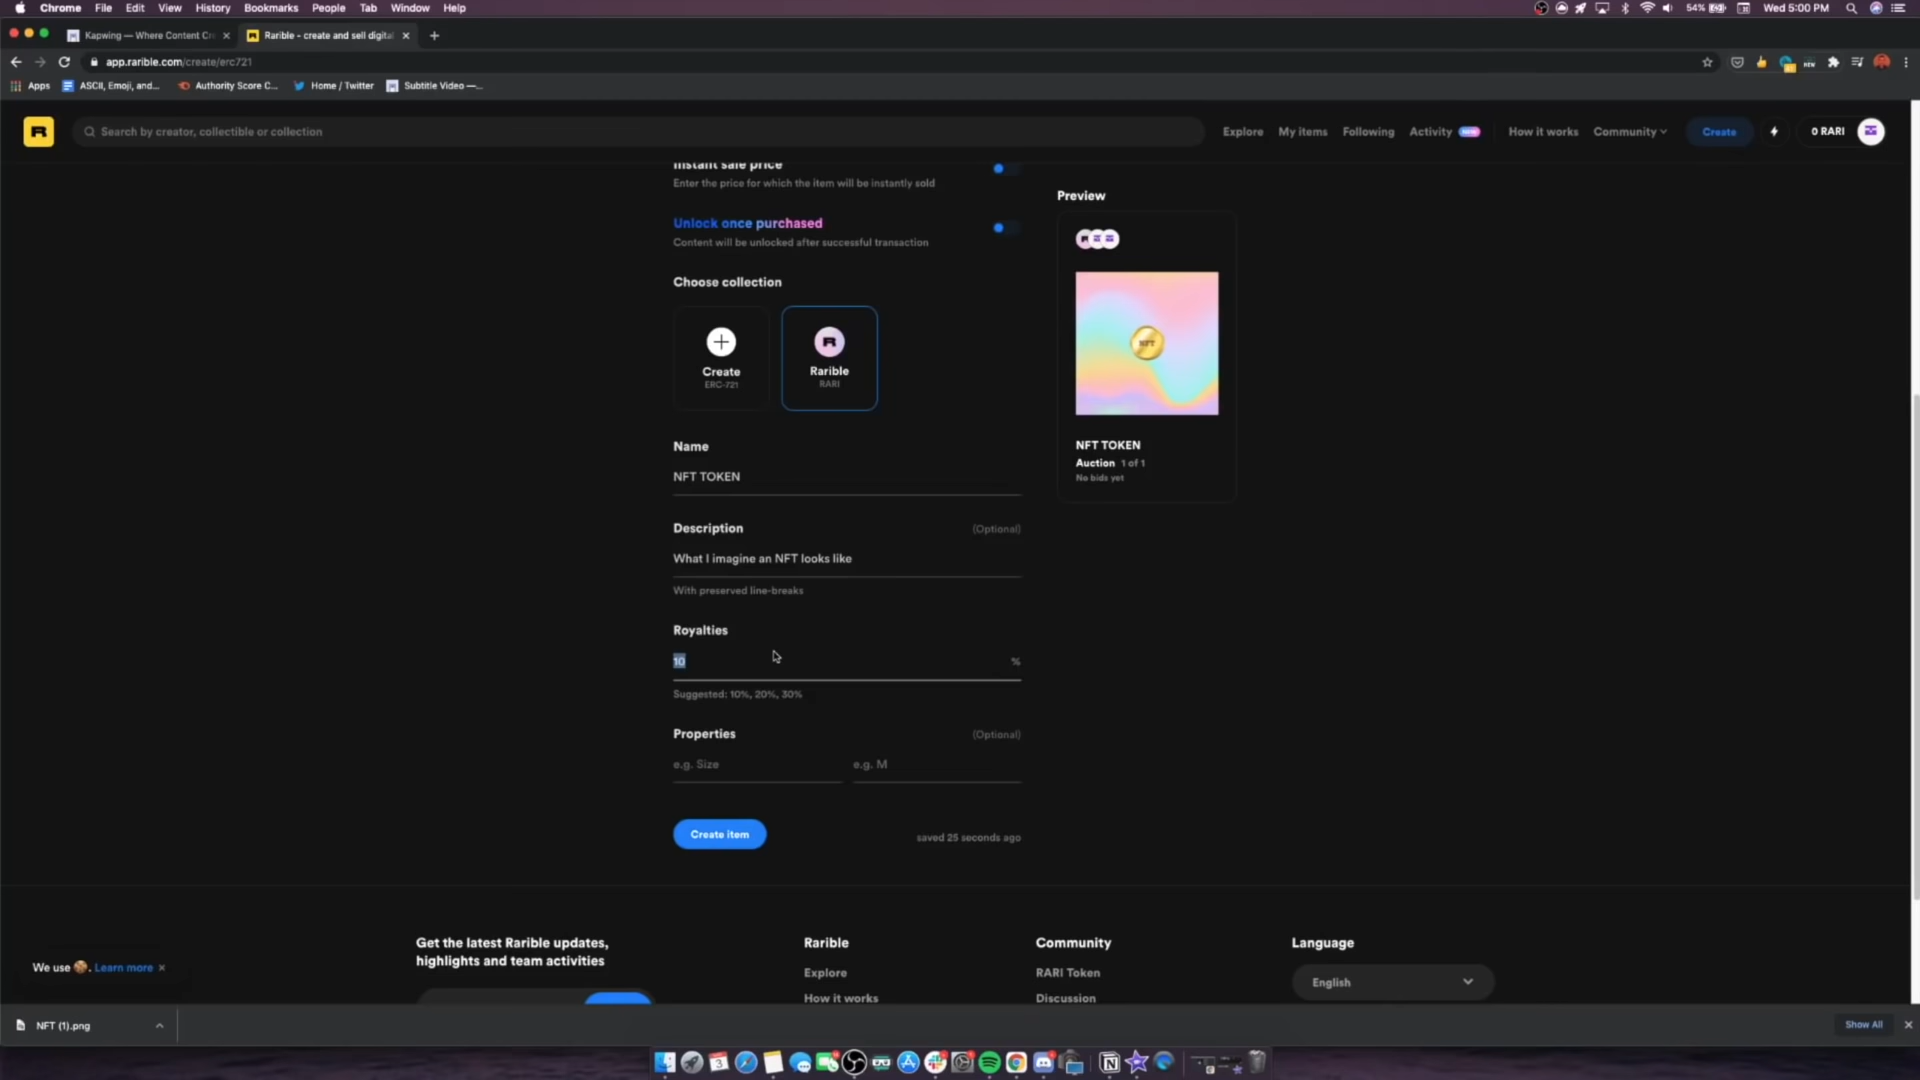 Chrome File Edit View History Bookmarks People Tab Window Help 54% Wed 5:00 PM
Kapwing — Where Content Cr
Rarible - create and sell digital
app.rarible.com/create/erc721
Apps ASCII, Emoji, and... Authority Score C... Home / Twitter Subtitle Video —...
Search by creator, collectible or collection
Explore My items Following Activity How it works Community Create 0 RARI
Instant sale price
Enter the price for which the item will be instantly sold
Unlock once purchased
Content will be unlocked after successful transaction
Choose collection
Create
ERC-721
Rarible
RARI
Name
NFT TOKEN
Description (Optional)
What I imagine an NFT looks like
With preserved line-breaks
Royalties
10 %
Suggested: 10%, 20%, 30%
Properties (Optional)
e.g. Size e.g. M
Create item saved 25 seconds ago
Preview
NFT
NFT TOKEN
Auction 1 of 1
No bids yet
Get the latest Rarible updates,
highlights and team activities
Rarible
Explore
How it works
Community
RARI Token
Discussion
Language
English
We use 🍪. Learn more ×
NFT (1).png
Show All